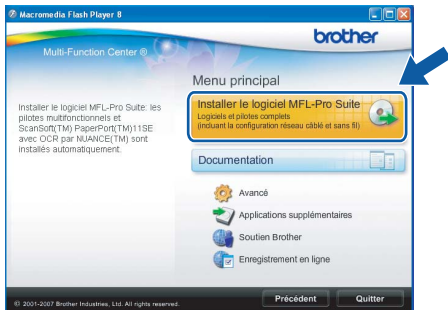 Macromedia Flash Player 8
brother
Multi-Function Center ®
Menu principal
Installer le logiciel MFL-Pro Suite: les
pilotes multifonctionnels et
ScanSoft(TM) PaperPort(TM)11SE
avec OCR par NUANCE(TM) sont
installés automatiquement.
Installer le logiciel MFL-Pro Suite
Logiciels et pilotes complets
(incluant la configuration réseau câblé et sans fil)
Documentation
Avancé
Applications supplémentaires
Soutien Brother
Enregistrement en ligne
© 2001-2007 Brother Industries, Ltd. All rights reserved.
Précédent
Quitter